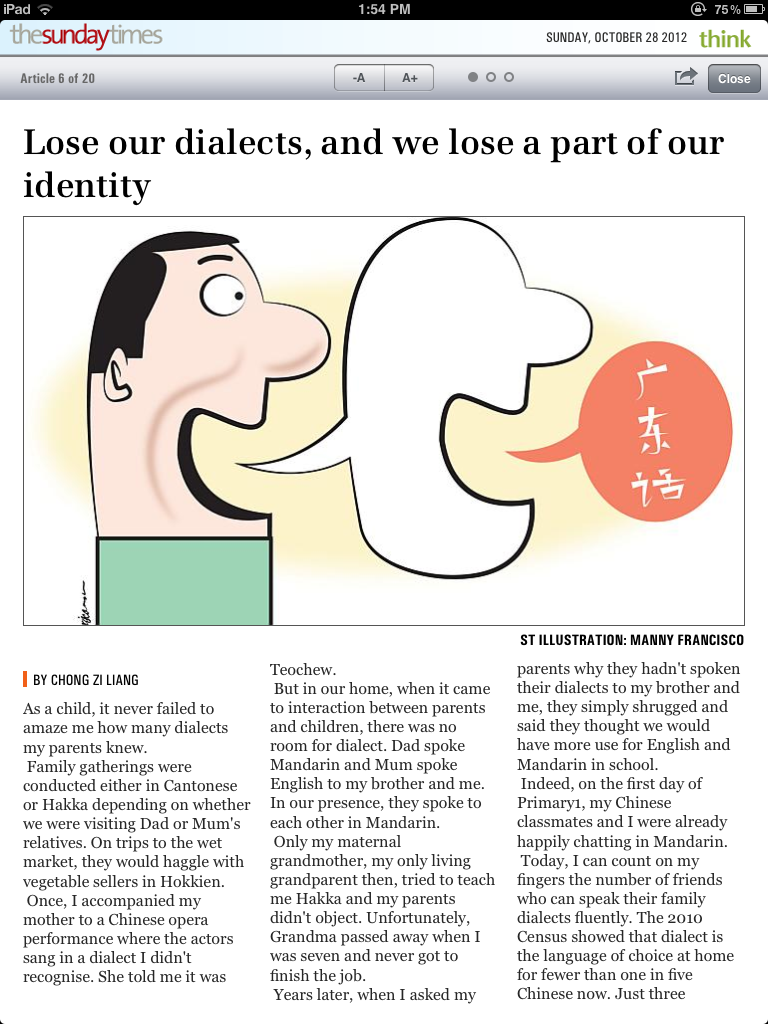 iPad
1:54 PM
75%
thesundaytimes
SUNDAY, OCTOBER 28 2012
think
Article 6 of 20
-A
A+
Close
Lose our dialects, and we lose a part of our
identity
广
东
话
ST ILLUSTRATION: MANNY FRANCISCO
BY CHONG ZI LIANG
As a child, it never failed to
amaze me how many dialects
my parents knew.
Family gatherings were
conducted either in Cantonese
or Hakka depending on whether
we were visiting Dad or Mum's
relatives. On trips to the wet
market, they would haggle with
vegetable sellers in Hokkien.
Once, I accompanied my
mother to a Chinese opera
performance where the actors
sang in a dialect I didn't
recognise. She told me it was
Teochew.
But in our home, when it came
to interaction between parents
and children, there was no
room for dialect. Dad spoke
Mandarin and Mum spoke
English to my brother and me.
In our presence, they spoke to
each other in Mandarin.
Only my maternal
grandmother, my only living
grandparent then, tried to teach
me Hakka and my parents
didn't object. Unfortunately,
Grandma passed away when I
was seven and never got to
finish the job.
Years later, when I asked my
parents why they hadn't spoken
their dialects to my brother and
me, they simply shrugged and
said they thought we would
have more use for English and
Mandarin in school.
Indeed, on the first day of
Primary1, my Chinese
classmates and I were already
happily chatting in Mandarin.
Today, I can count on my
fingers the number of friends
who can speak their family
dialects fluently. The 2010
Census showed that dialect is
the language of choice at home
for fewer than one in five
Chinese now. Just three